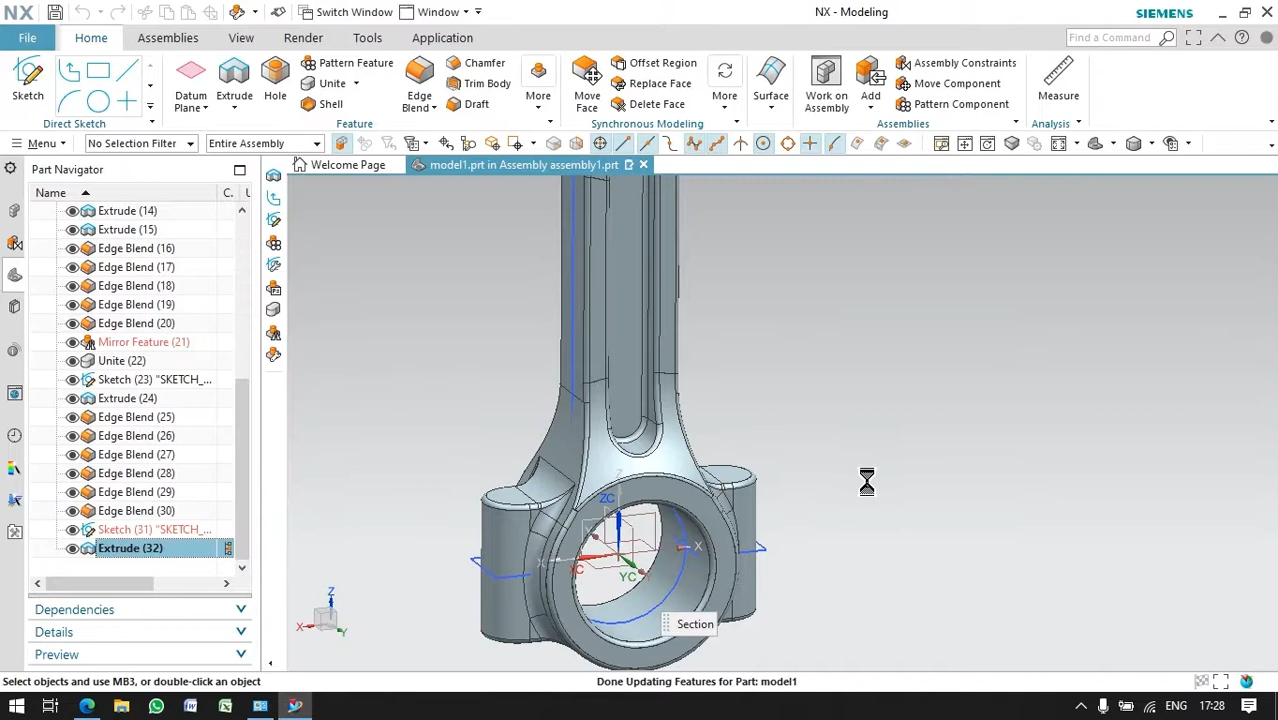 NX
Switch Window
Window
NX - Modeling
SIEMENS
File
Home
Assemblies
View
Render
Tools
Application
Find a Command
Sketch
Direct Sketch
Datum Plane
Extrude
Hole
Pattern Feature
Unite
Shell
Edge Blend
Chamfer
Trim Body
Draft
More
Feature
Move Face
Offset Region
Replace Face
Delete Face
More
Synchronous Modeling
Surface
Work on Assembly
Add
Assembly Constraints
Move Component
Pattern Component
Assemblies
Measure
Analysis
Menu
No Selection Filter
Entire Assembly
Part Navigator
Welcome Page
model1.prt in Assembly assembly1.prt
Name
C.
U
Extrude (14)
Extrude (15)
Edge Blend (16)
Edge Blend (17)
Edge Blend (18)
Edge Blend (19)
Edge Blend (20)
Mirror Feature (21)
Unite (22)
Sketch (23) "SKETCH_...
Extrude (24)
Edge Blend (25)
Edge Blend (26)
Edge Blend (27)
Edge Blend (28)
Edge Blend (29)
Edge Blend (30)
Sketch (31) "SKETCH_...
Extrude (32)
Dependencies
Details
Preview
Z
ZC
Y
X
XC
YC
Y
X
Section
Z
X
Y
Select objects and use MB3, or double-click an object
Done Updating Features for Part: model1
ENG
17:28